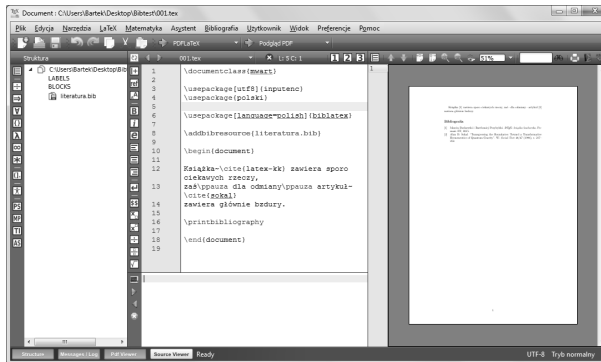 Document : C:\Users\Bartek\Desktop\Bibtest\001.tex
Plik Edycja Narzędzia LaTeX Matematyka Asystent Bibliografia Użytkownik Widok Preferencje Pomoc
PDFLaTeX Podgląd PDF
Struktura 001.tex L: 5 C: 1 1 2 3 51%
C:\Users\Bartek\Desktop\Bib
LABELS
BLOCKS
literatura.bib
1 \documentclass{mwart}
2
3 \usepackage[utf8]{inputenc}
4 \usepackage{polski}
5
6 \usepackage[language=polish]{biblatex}
7
8 \addbibresource{literatura.bib}
9
10 \begin{document}
11
12 Książka~\cite{latex-kk} zawiera sporo
ciekawych rzeczy,
13 zaś\ppauza dla odmiany\ppauza artykuł~
\cite{sokal}
14 zawiera głównie bzdury.
15
16 \printbibliography
17
18 \end{document}
19
1
Bibliografia
Structure Messages / Log Pdf Viewer Source Viewer Ready UTF-8 Tryb normalny